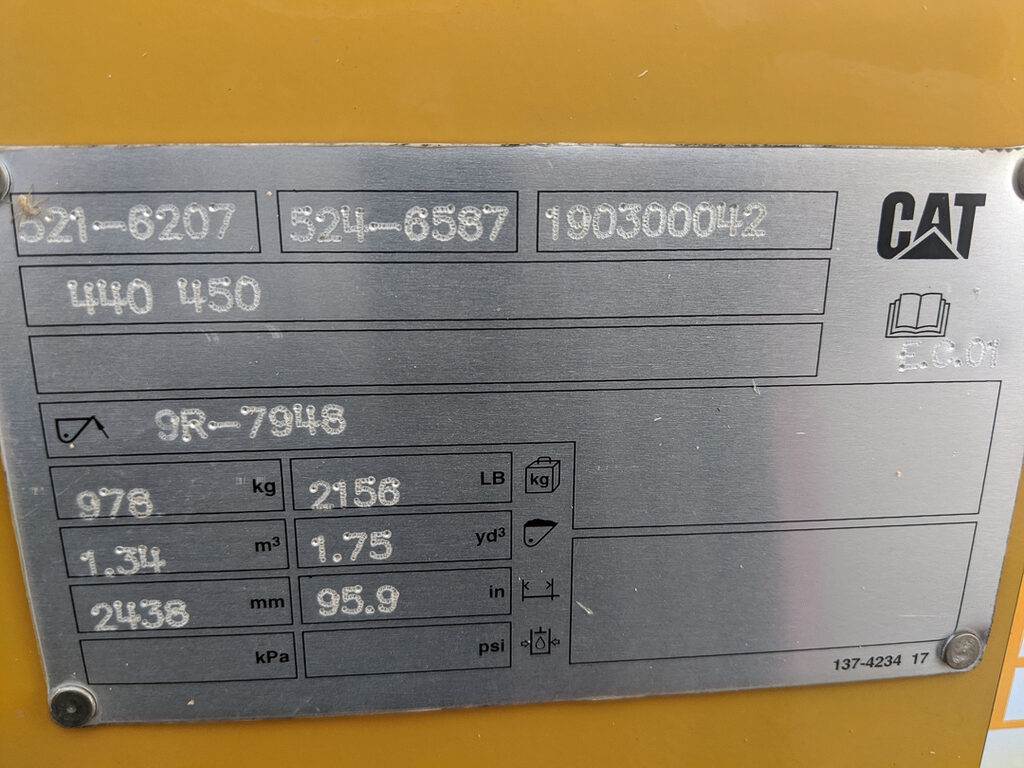 521-6207 524-6587 190300042
CAT
440 450
E.C.01
9R-7948
978 kg 2156 LB kg
1.34 m³ 1.75 yd³
2438 mm 95.9 in
kPa psi
137-4234 17